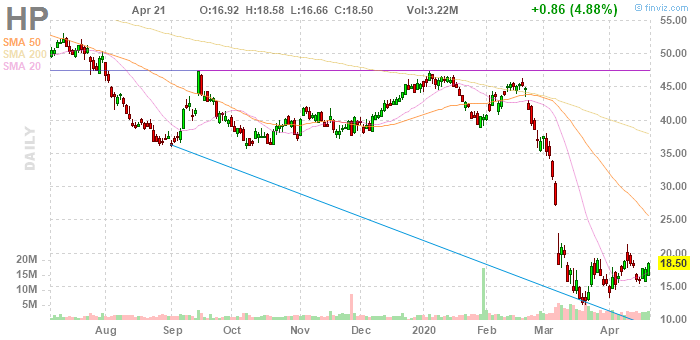 HP Apr 21 O:16.92 H:18.58 L:16.66 C:18.50 Vol:3.22M +0.86 (4.88%) © finviz.com
SMA 50
SMA 200
SMA 20
DAILY
55.00
50.00
45.00
40.00
35.00
30.00
25.00
20.00
18.50
15.00
10.00
20M
15M
10M
5M
Aug Sep Oct Nov Dec 2020 Feb Mar Apr